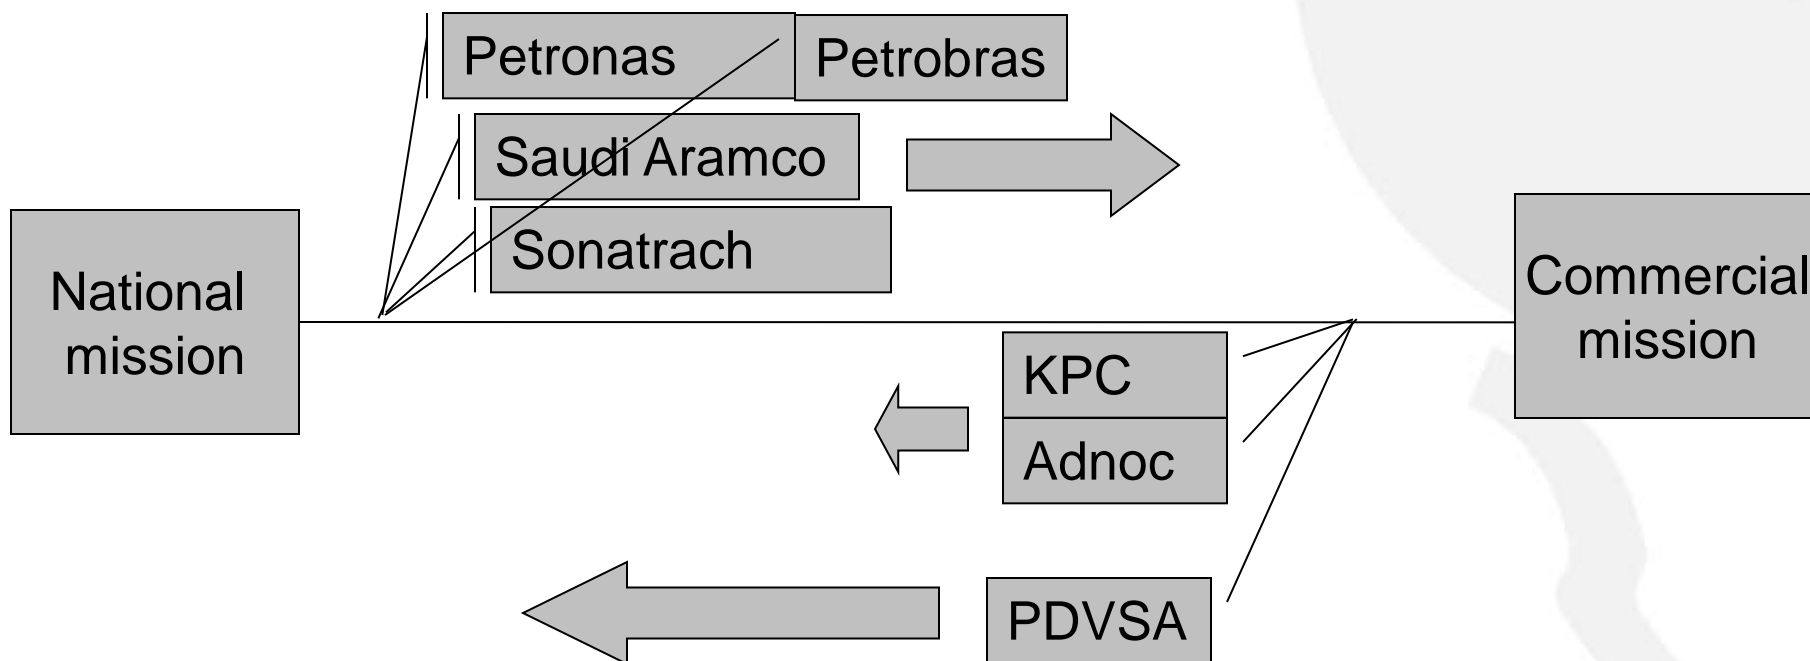 Petronas
Petrobras
Saudi Aramco
Sonatrach
National
mission
Commercial
mission
KPC
Adnoc
PDVSA